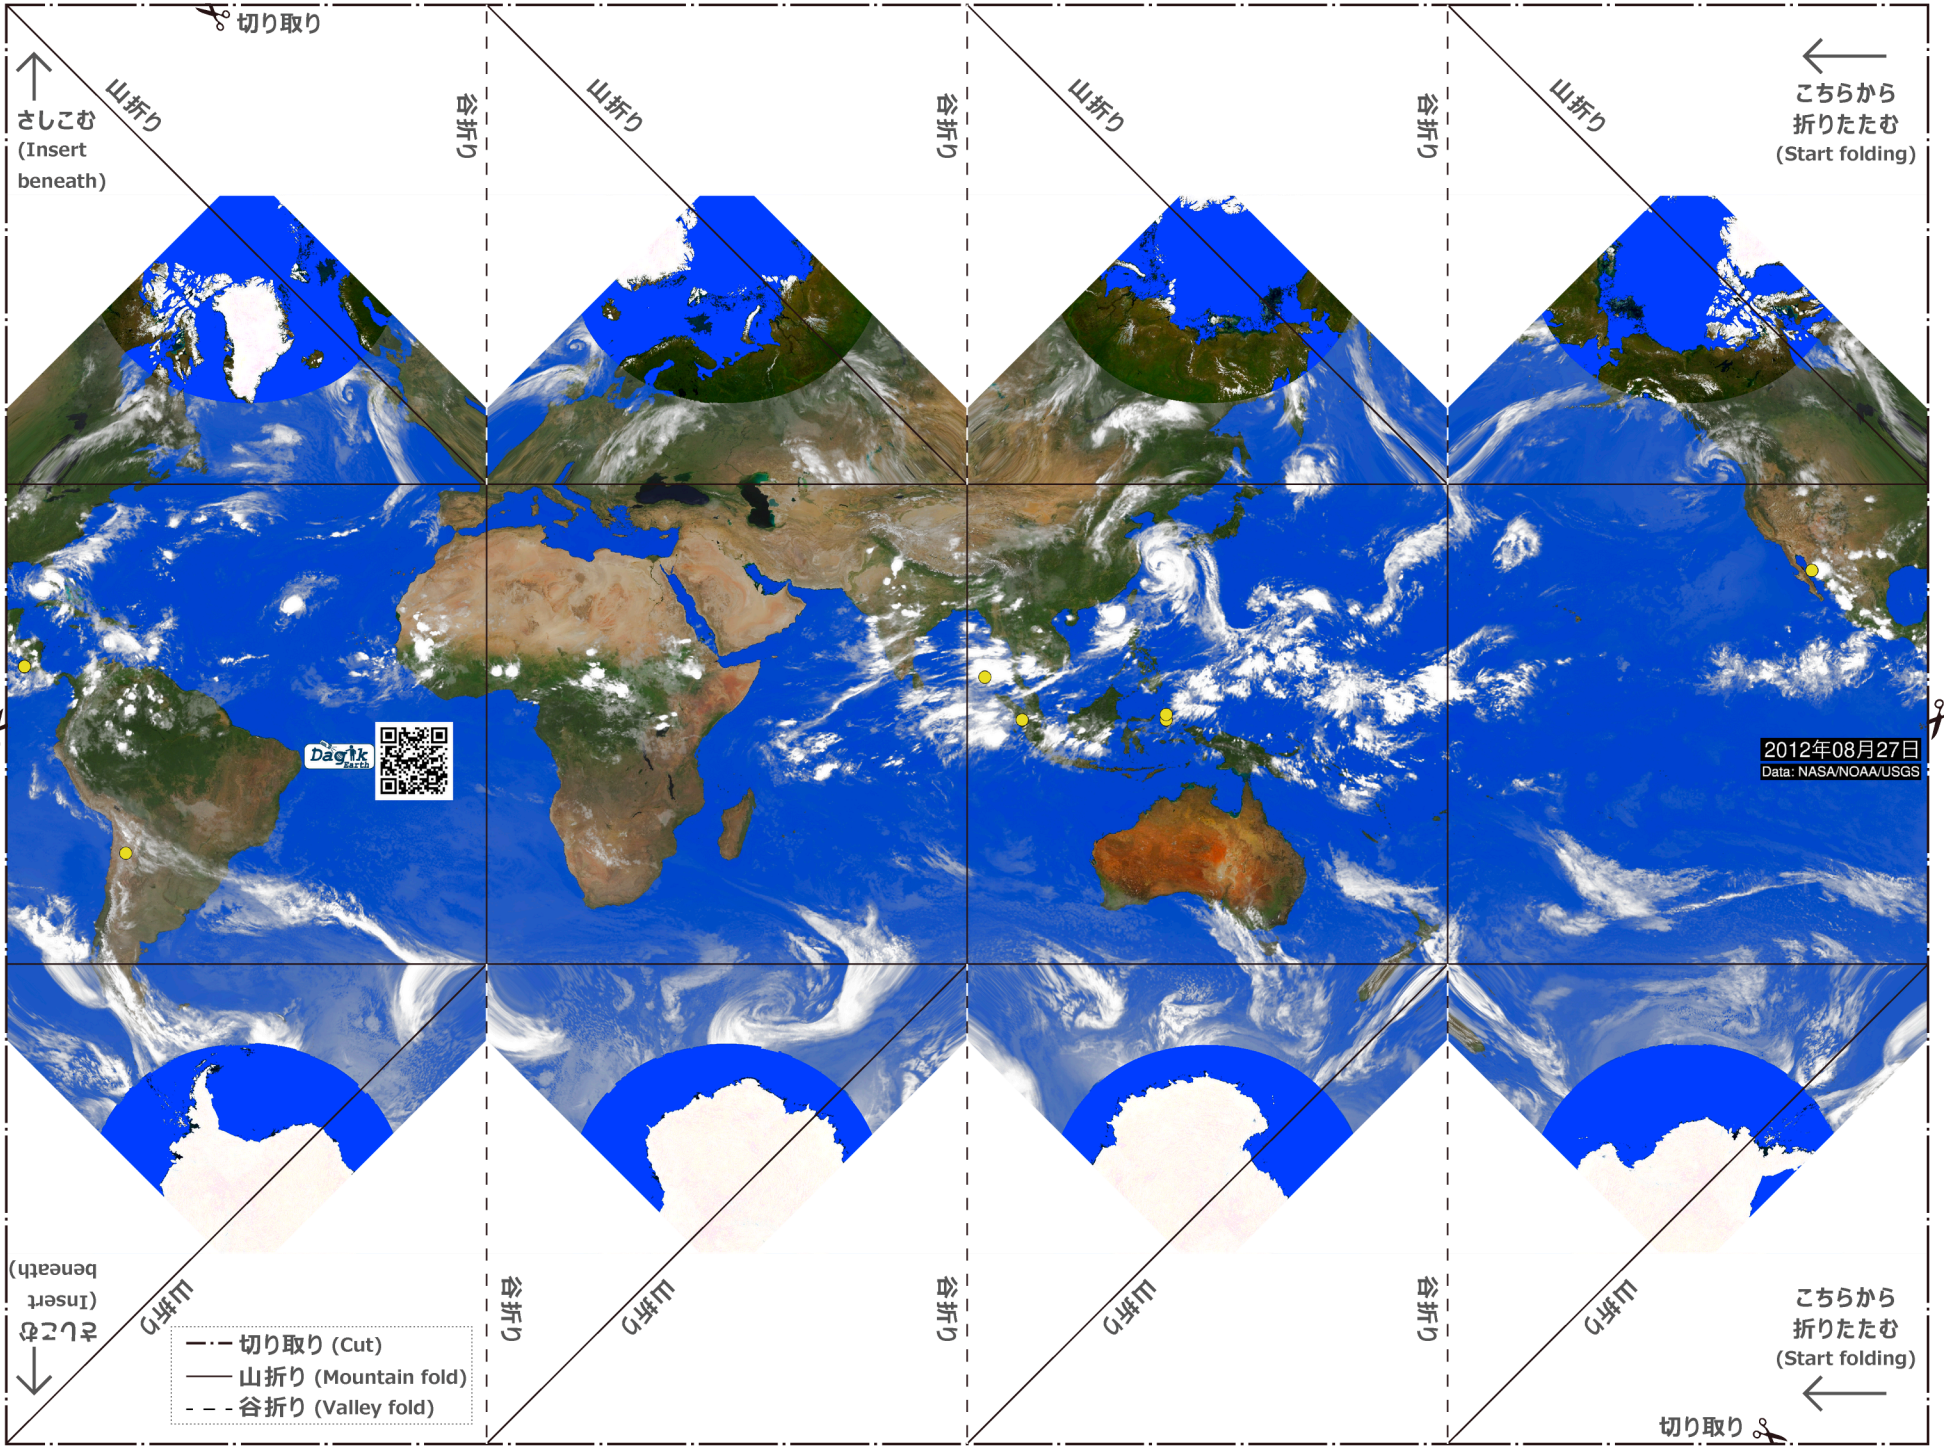 切り取り
山折り
谷折り
山折り
谷折り
山折り
谷折り
山折り
さしこむ
(Insert
beneath)
こちらから
折りたたむ
(Start folding)
Dagik
Earth
2012年08月27日
Data: NASA/NOAA/USGS
さしこむ
(Insert
beneath)
山折り
谷折り
山折り
谷折り
山折り
谷折り
山折り
こちらから
折りたたむ
(Start folding)
切り取り (Cut)
山折り (Mountain fold)
谷折り (Valley fold)
切り取り